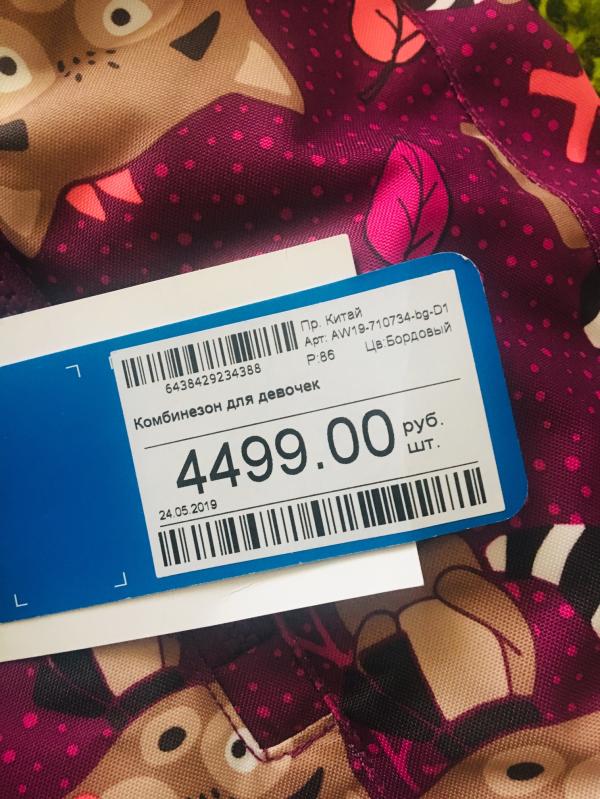 Пр. Китай
Арт: AW19-710734-bg-D1
Р:86 Цв:Бордовый
6438429234388
Комбинезон для девочек
4499.00 руб.
шт.
24.05.2019